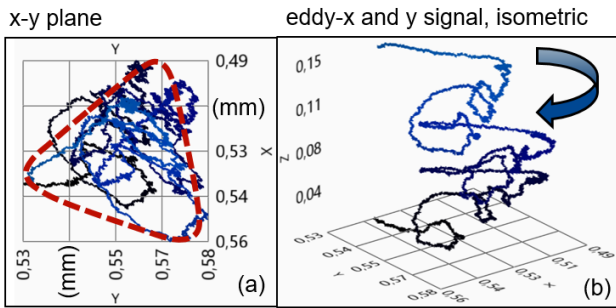 x-y plane
eddy-x and y signal, isometric
Y
0,49
(mm)
0,53
X
0,54
0,56
0,53
(mm)
0,55
0,57
0,58
Y
(a)
0,15
0,11
Z
0,08
0,04
0,53
0,54
Y
0,55
0,57
0,58
0,56
0,54
X
0,53
0,51
0,49
(b)